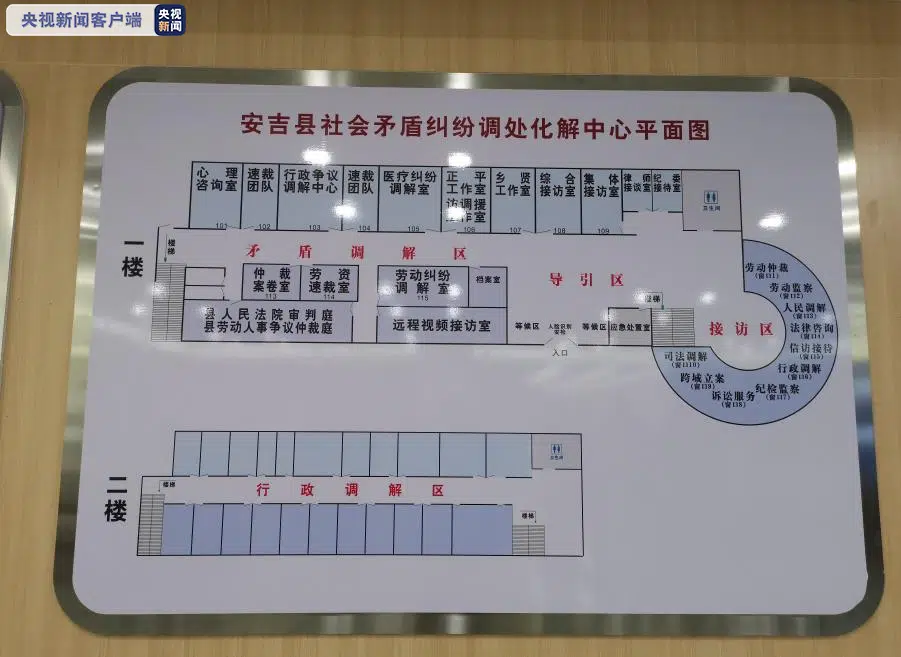 央视新闻客户端
央视
新闻
安吉县社会矛盾纠纷调处化解中心平面图
一楼
心理
咨询室
101
速裁
团队
102
行政争议
调解中心
103
速裁
团队
104
医疗纠纷
调解室
105
正平
工作室
访调援
工作室
106
乡贤
工作室
107
综合
接访室
108
集体
接访室
109
律师
接谈室
纪委
接待室
卫生间
楼梯
矛盾调解区
仲裁
案卷室
113
劳资
速裁室
114
劳动纠纷
调解室
115
档案室
导引区
县人民法院审判庭
县劳动人事争议仲裁庭
远程视频接访室
等候区
人脸识别
安检
等候区
应急处置室
入口
楼梯
接访区
劳动仲裁
(窗口1)
劳动监察
(窗口2)
人民调解
(窗口3)
法律咨询
(窗口4)
信访接待
(窗口5)
行政调解
(窗口6)
纪检监察
(窗口7)
诉讼服务
(窗口8)
跨域立案
(窗口9)
司法调解
(窗口10)
二楼
楼梯
行政调解区
卫生间
楼梯